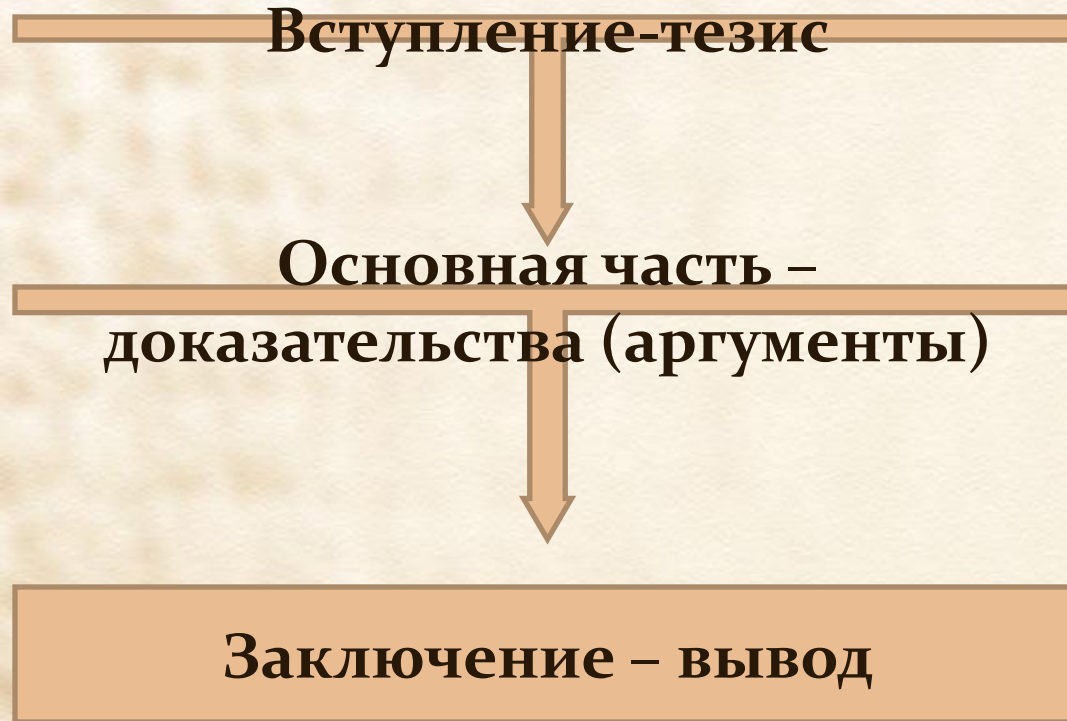 Вступление-тезис
Основная часть –
доказательства (аргументы)
Заключение – вывод